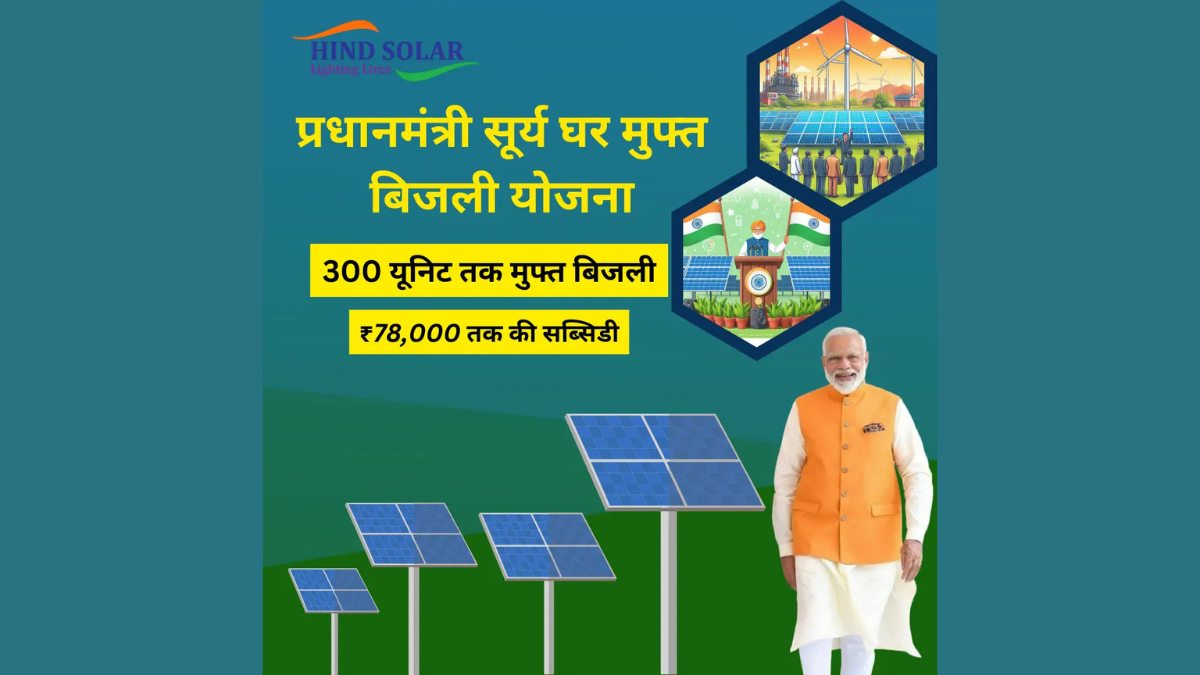 HIND SOLAR
Lighting Lives
प्रधानमंत्री सूर्य घर मुफ्त
बिजली योजना
300 यूनिट तक मुफ्त बिजली
₹78,000 तक की सब्सिडी